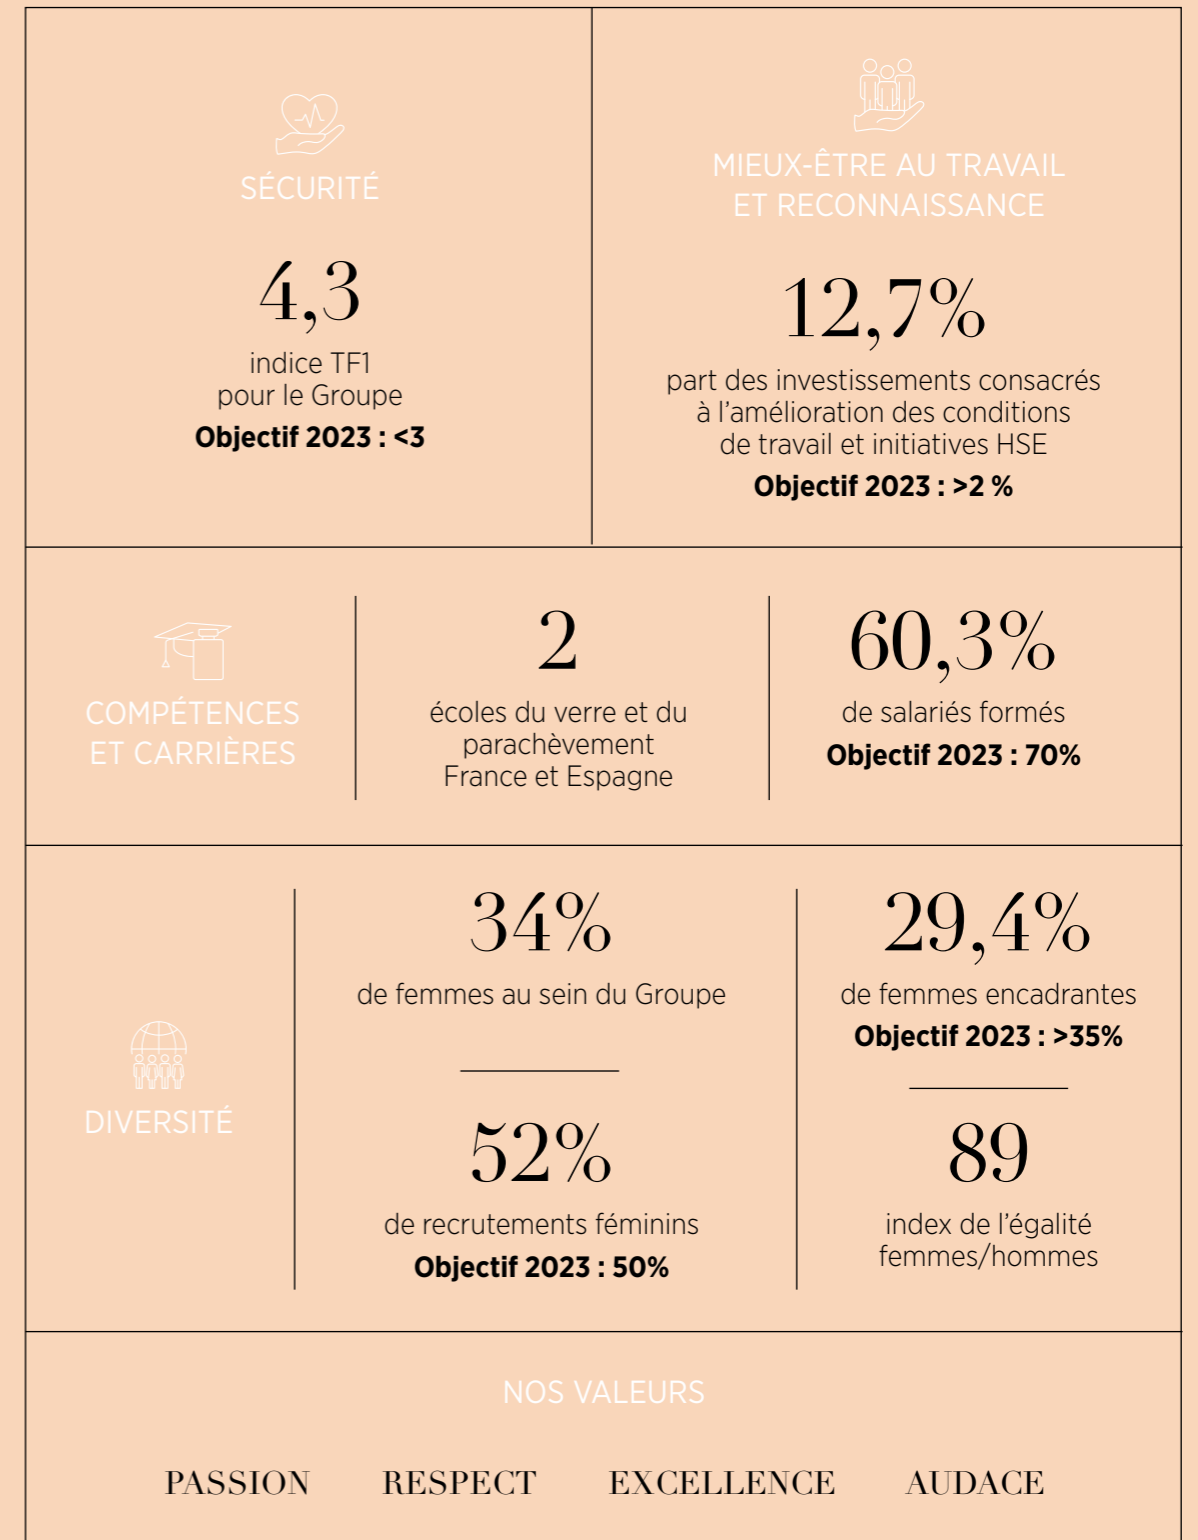 SÉCURITÉ
4,3
indice TF1
pour le Groupe
Objectif 2023 : <3
MIEUX-ÊTRE AU TRAVAIL
ET RECONNAISSANCE
12,7%
part des investissements consacrés
à l’amélioration des conditions
de travail et initiatives HSE
Objectif 2023 : >2 %
COMPÉTENCES
ET CARRIÈRES
2
écoles du verre et du
parachèvement
France et Espagne
60,3%
de salariés formés
Objectif 2023 : 70%
DIVERSITÉ
34%
de femmes au sein du Groupe
52%
de recrutements féminins
Objectif 2023 : 50%
29,4%
de femmes encadrantes
Objectif 2023 : >35%
89
index de l’égalité
femmes/hommes
NOS VALEURS
PASSION RESPECT EXCELLENCE AUDACE